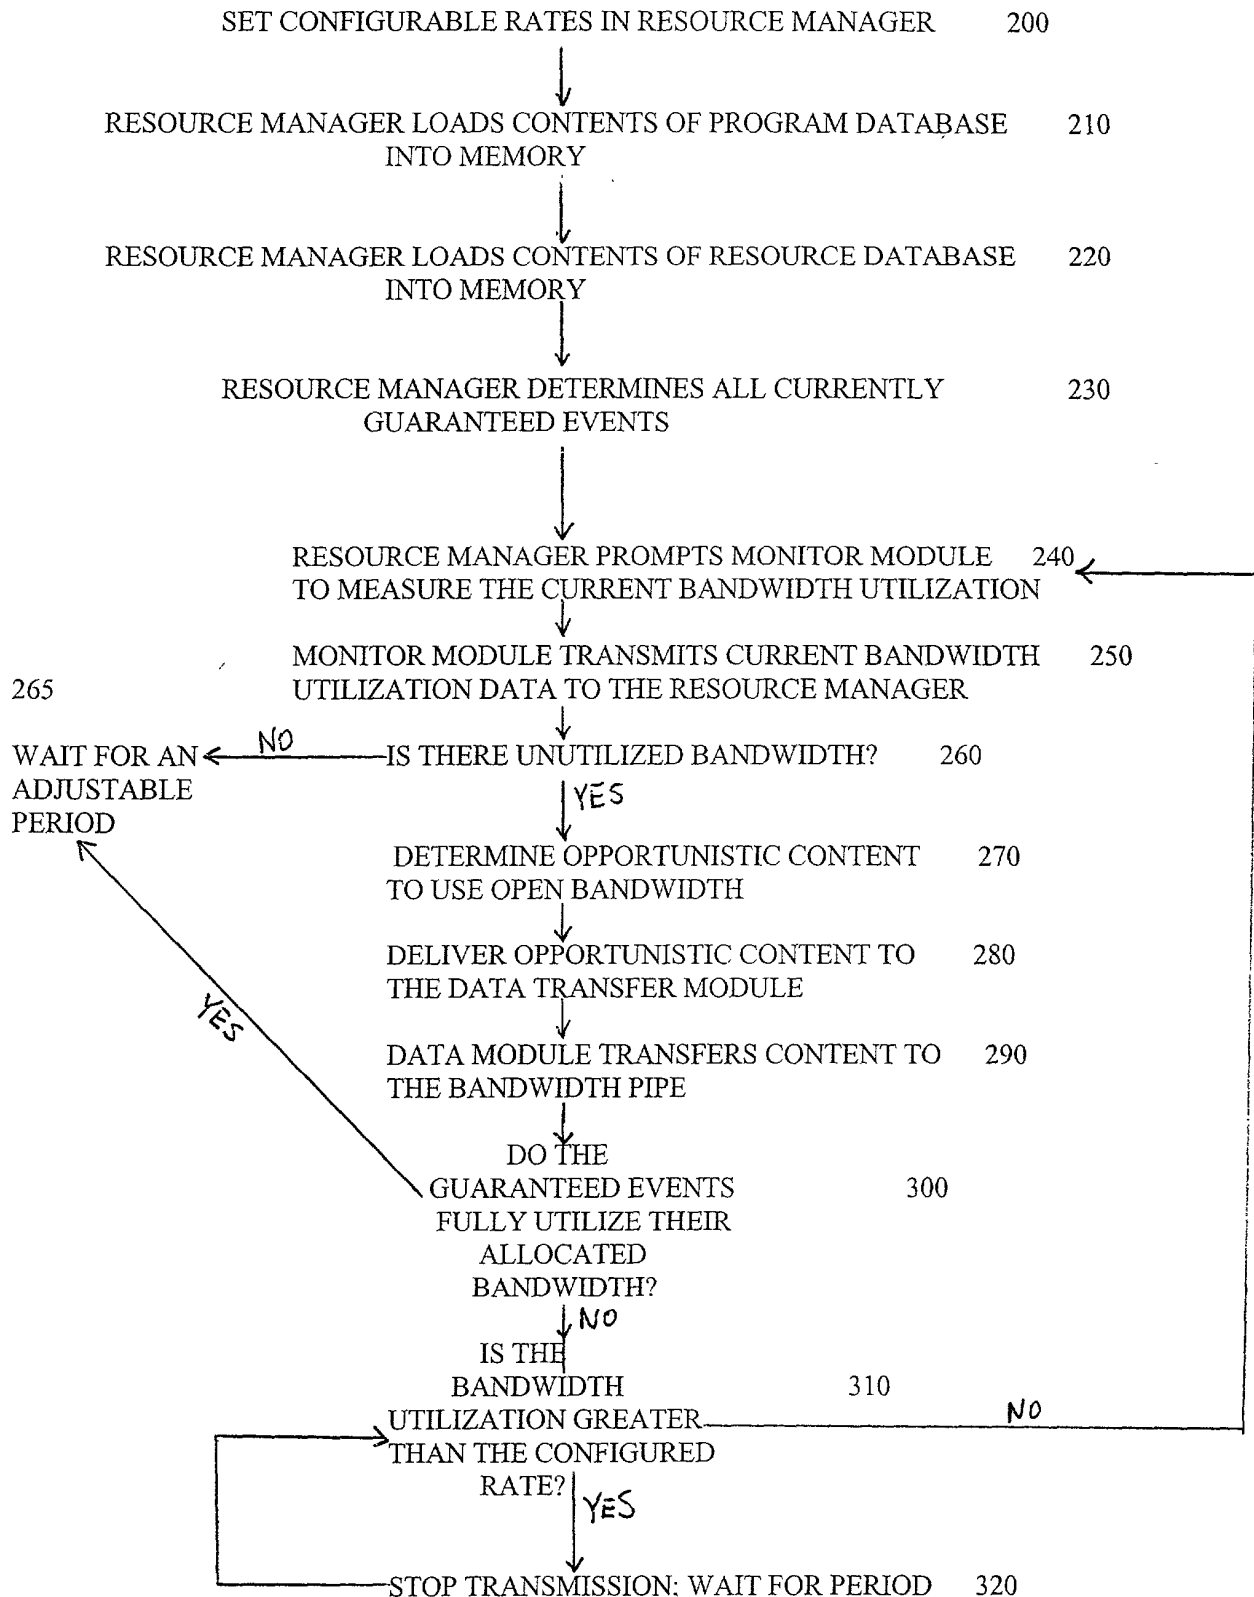 SET CONFIGURABLE RATES IN RESOURCE MANAGER 200
RESOURCE MANAGER LOADS CONTENTS OF PROGRAM DATABASE 210
INTO MEMORY
RESOURCE MANAGER LOADS CONTENTS OF RESOURCE DATABASE 220
INTO MEMORY
RESOURCE MANAGER DETERMINES ALL CURRENTLY 230
GUARANTEED EVENTS
RESOURCE MANAGER PROMPTS MONITOR MODULE 240
TO MEASURE THE CURRENT BANDWIDTH UTILIZATION
MONITOR MODULE TRANSMITS CURRENT BANDWIDTH 250
UTILIZATION DATA TO THE RESOURCE MANAGER
265
WAIT FOR AN
ADJUSTABLE
PERIOD
NO
IS THERE UNUTILIZED BANDWIDTH? 260
YES
DETERMINE OPPORTUNISTIC CONTENT 270
TO USE OPEN BANDWIDTH
DELIVER OPPORTUNISTIC CONTENT TO 280
THE DATA TRANSFER MODULE
YES
DATA MODULE TRANSFERS CONTENT TO 290
THE BANDWIDTH PIPE
DO THE
GUARANTEED EVENTS 300
FULLY UTILIZE THEIR
ALLOCATED
BANDWIDTH?
NO
IS THE
BANDWIDTH 310
UTILIZATION GREATER NO
THAN THE CONFIGURED
RATE?
YES
STOP TRANSMISSION; WAIT FOR PERIOD 320